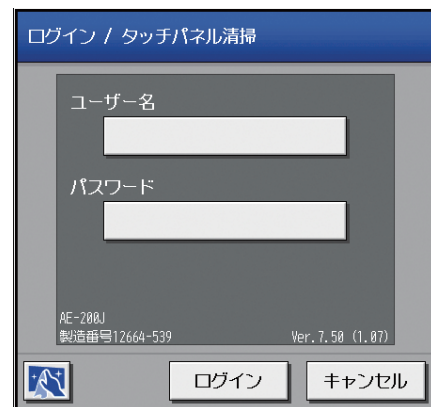 ログイン / タッチパネル清掃
ユーザー名
パスワード
AE-200J
製造番号12664-539
Ver.7.50 (1.07)
ログイン
キャンセル